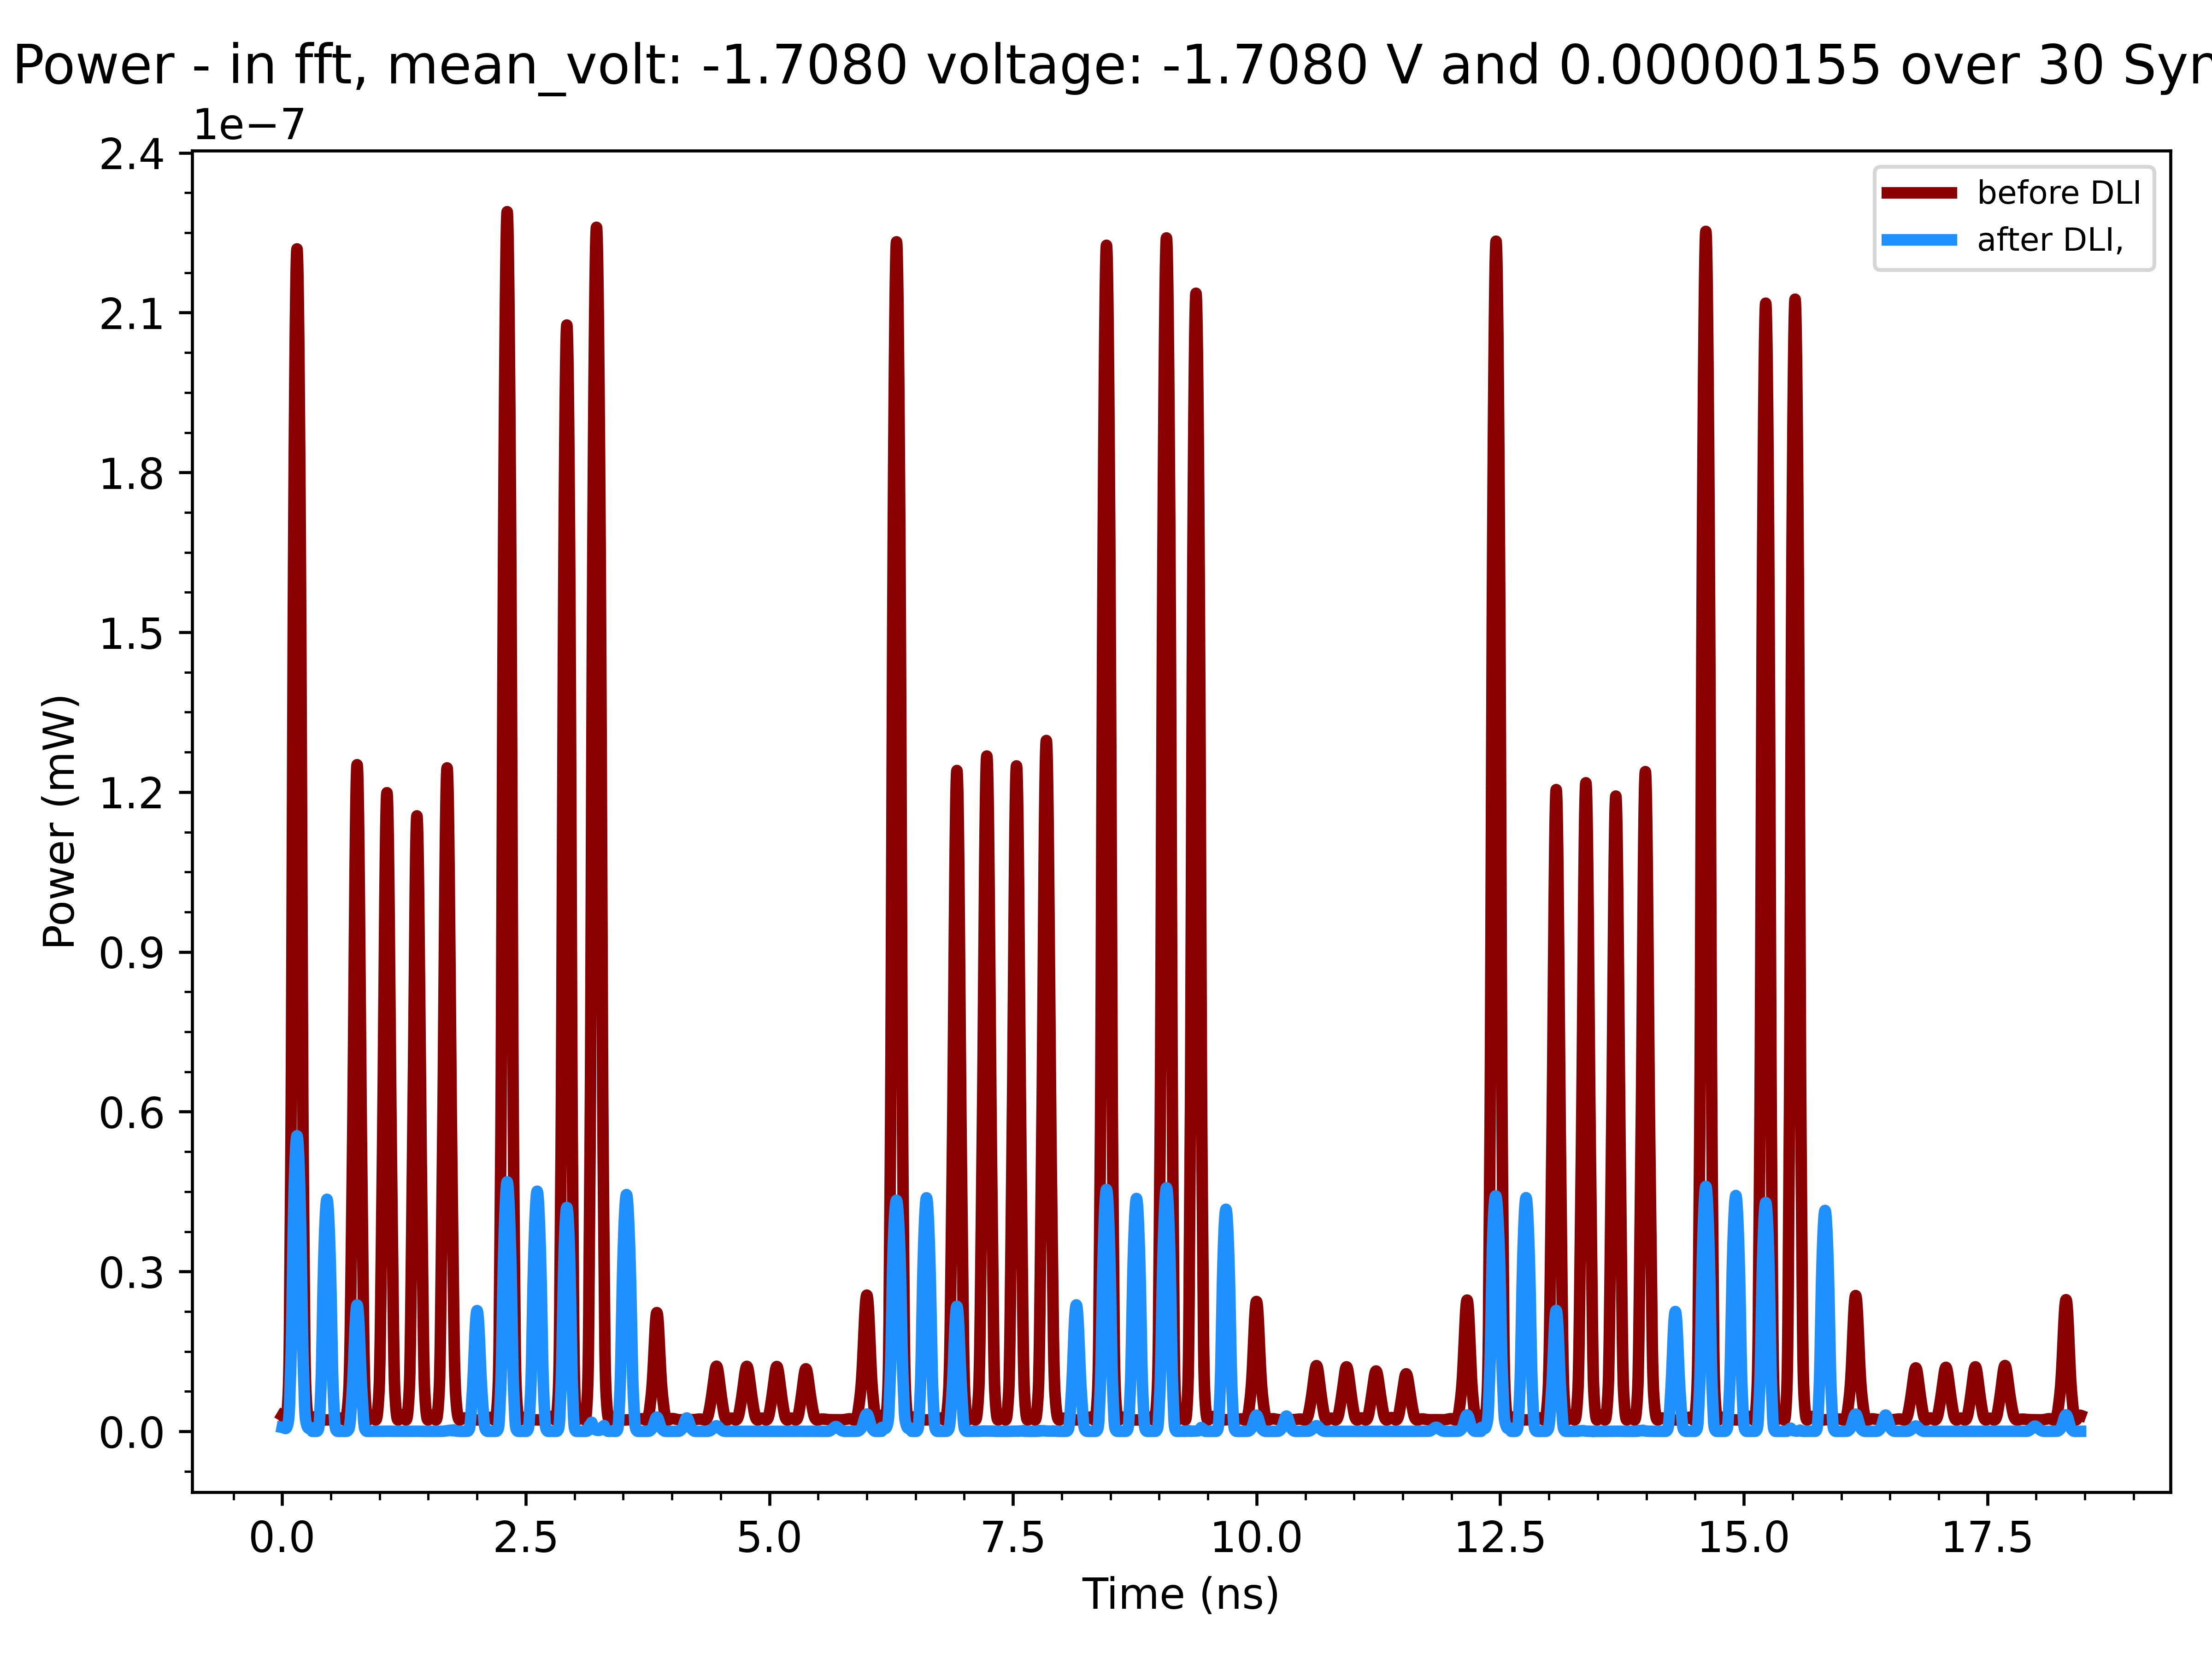 Power - in fft, mean_volt: -1.7080 voltage: -1.7080 V and 0.00000155 over 30 Sym
1e−7
2.4
2.1
1.8
1.5
1.2
0.9
0.6
0.3
0.0
Power (mW)
before DLI
after DLI,
0.0 2.5 5.0 7.5 10.0 12.5 15.0 17.5
Time (ns)